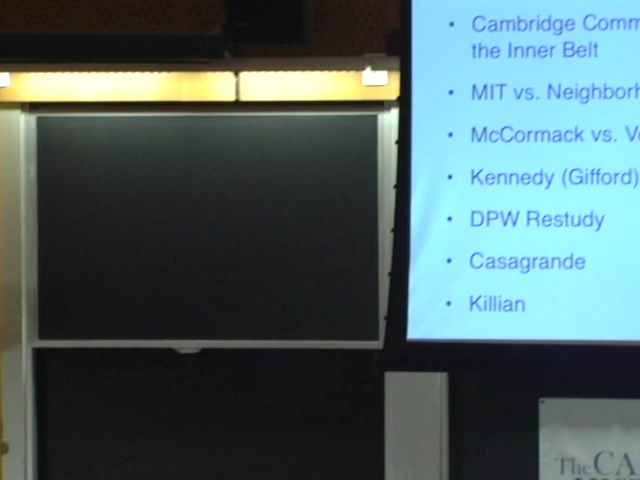 • Cambridge Comm
the Inner Belt
• MIT vs. Neighborh
• McCormack vs. V
• Kennedy (Gifford)
• DPW Restudy
• Casagrande
• Killian
The CA